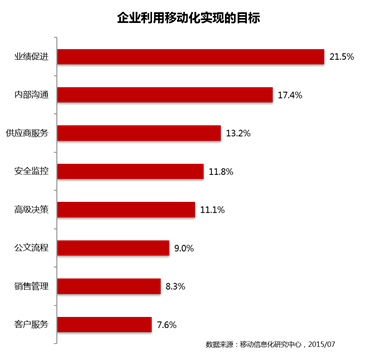 企业利用移动化实现的目标
业绩促进 21.5%
内部沟通 17.4%
供应商服务 13.2%
安全监控 11.8%
高级决策 11.1%
公文流程 9.0%
销售管理 8.3%
客户服务 7.6%
数据来源：移动信息化研究中心，2015/07